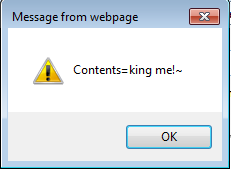 Message from webpage
Contents=king me!~
OK